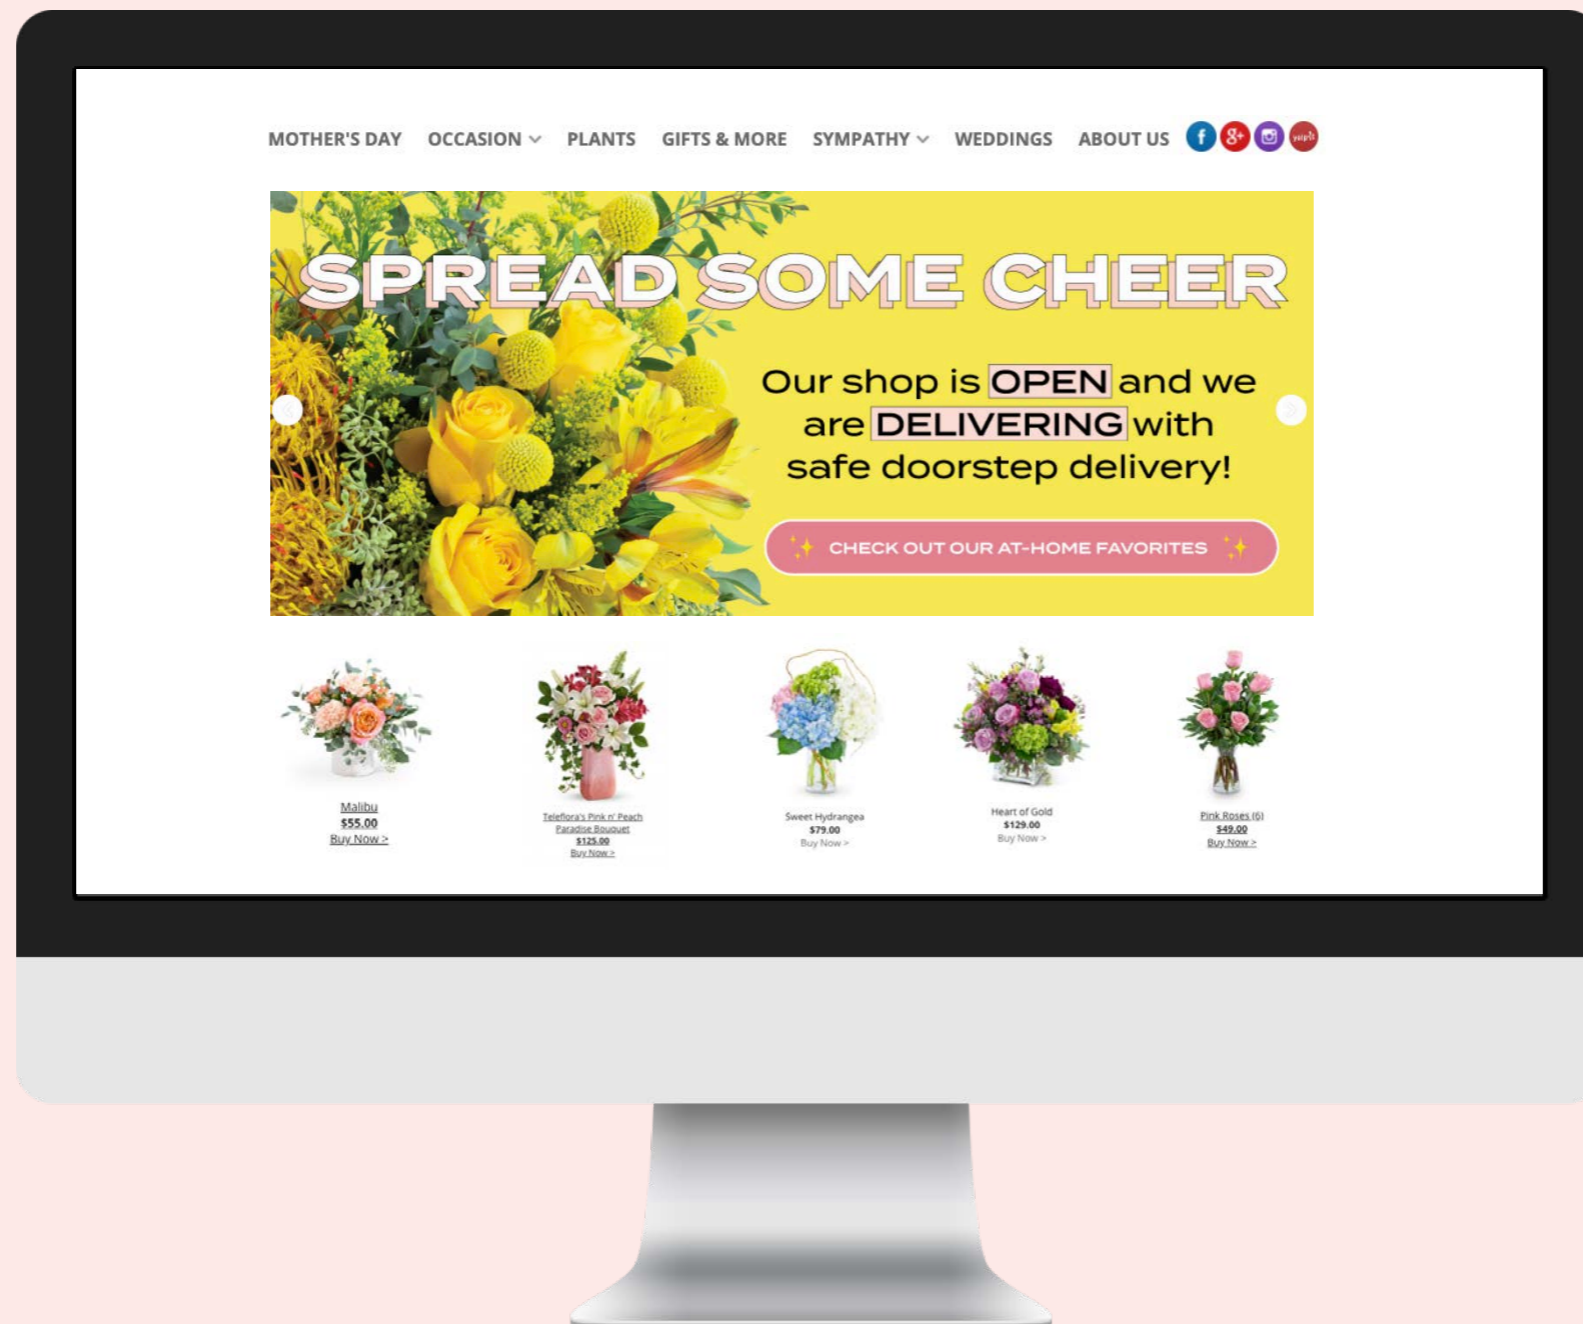 MOTHER'S DAY OCCASION PLANTS GIFTS & MORE SYMPATHY WEDDINGS ABOUT US f g+ yelp
SPREAD SOME CHEER
Our shop is OPEN and we
are DELIVERING with
safe doorstep delivery!
CHECK OUT OUR AT-HOME FAVORITES
Malibu
$55.00
Buy Now >
Teleflora's Pink n' Peach
Paradise Bouquet
$125.00
Buy Now >
Sweet Hydrangea
$79.00
Buy Now >
Heart of Gold
$129.00
Buy Now >
Pink Roses (6)
$49.00
Buy Now >